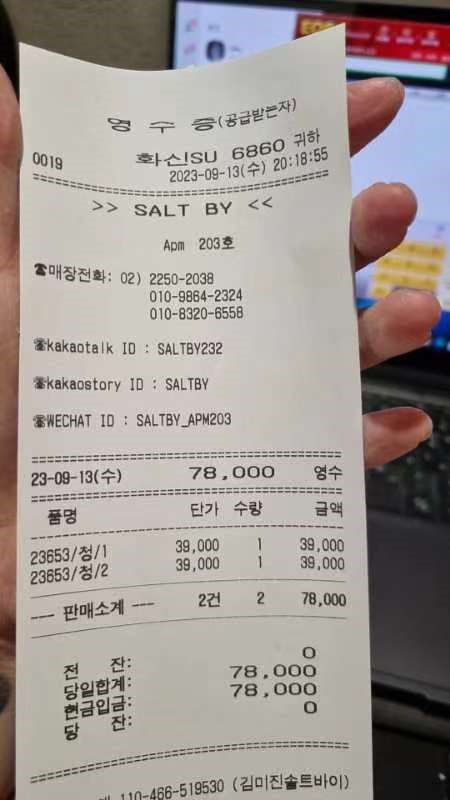 영 수 증(공급받는자)
0019 화신SU 6860 귀하
2023-09-13(수) 20:18:55
>> SALT BY <<
Apm 203호
☎매장전화: 02) 2250-2038
010-9864-2324
010-8320-6558
☏kakaotalk ID : SALTBY232
☏kakaostory ID : SALTBY
☏WECHAT ID : SALTBY_APM203
23-09-13(수) 78,000 영수
품명 단가 수량 금액
23653/청/1 39,000 1 39,000
23653/청/2 39,000 1 39,000
--- 판매소계 --- 2건 2 78,000
전 잔: 0
당일합계: 78,000
현금입금: 78,000
당 잔: 0
110-466-519530 (김미진솔트바이)